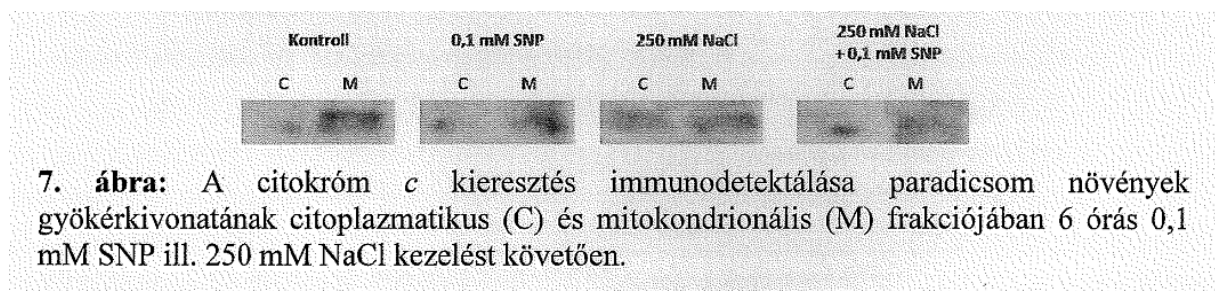 Kontroll 0,1 mM SNP 250 mM NaCl 250 mM NaCl
+0,1 mM SNP
C M C M C M C M
7. ábra: A citokróm c kieresztés immunodetektálása paradicsom növények
gyökérkivonatának citoplazmatikus (C) és mitokondrionális (M) frakciójában 6 órás 0,1
mM SNP ill. 250 mM NaCl kezelést követően.